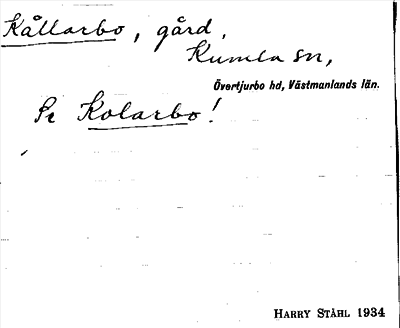 Kållarbo, gård,
Kumla sn,
Övertjurbo hd, Västmanlands län.
Se Kolarbo!
HARRY STÅHL 1934